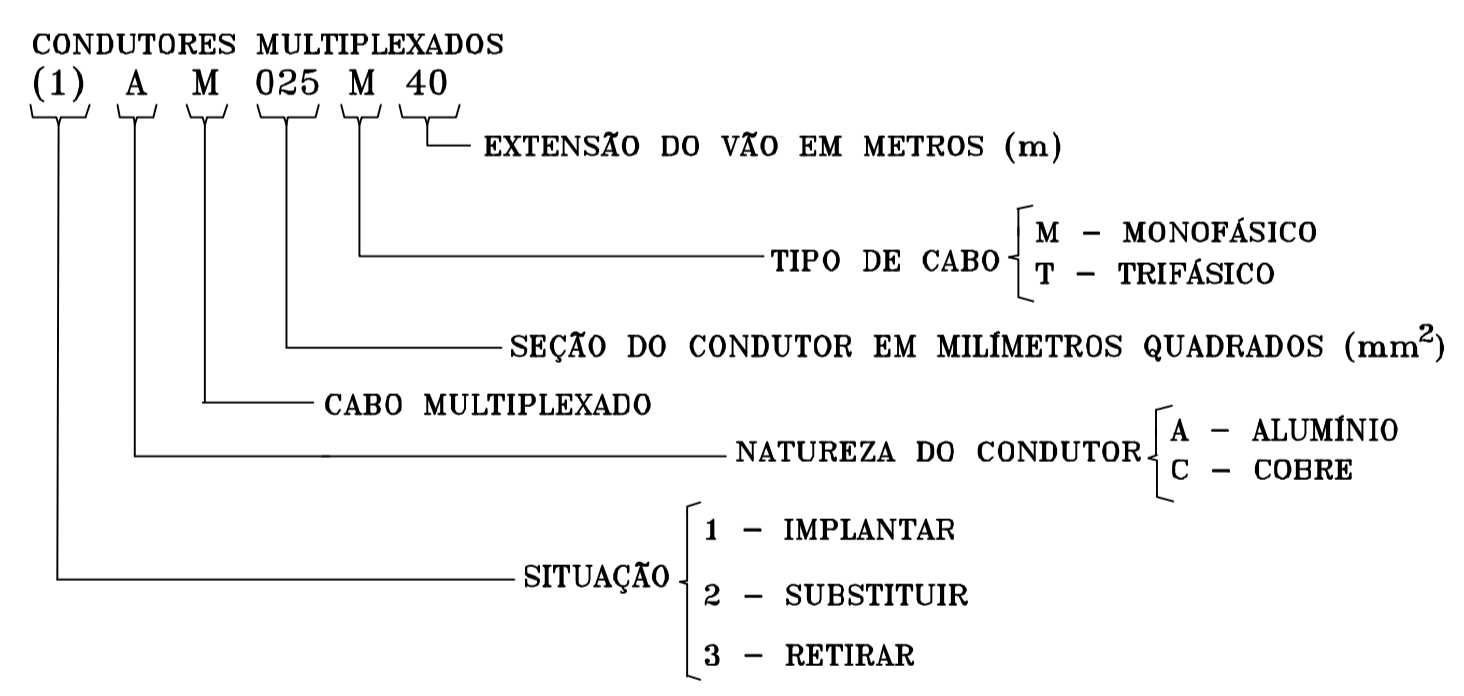 CONDUTORES MULTIPLEXADOS
(1) A M 025 M 40
EXTENSÃO DO VÃO EM METROS (m)
TIPO DE CABO
M - MONOFÁSICO
T - TRIFÁSICO
SEÇÃO DO CONDUTOR EM MILÍMETROS QUADRADOS (mm²)
CABO MULTIPLEXADO
NATUREZA DO CONDUTOR
A - ALUMÍNIO
C - COBRE
SITUAÇÃO
1 - IMPLANTAR
2 - SUBSTITUIR
3 - RETIRAR